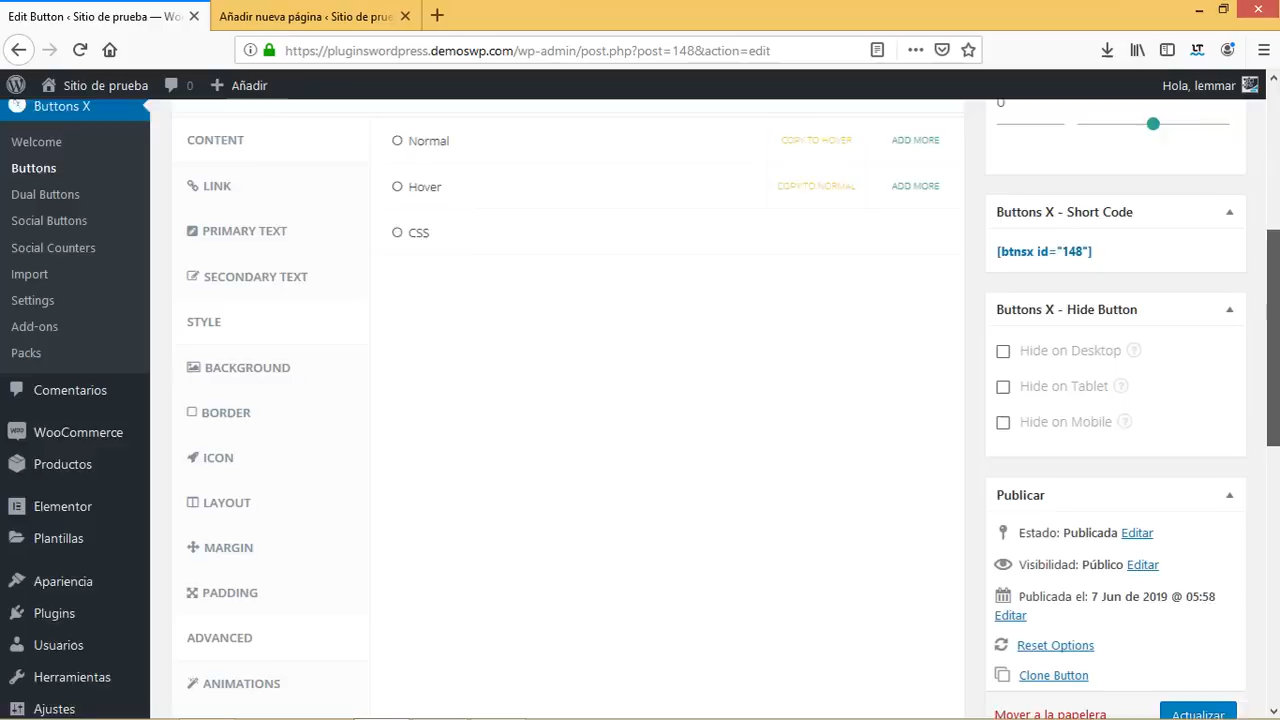 Edit Button ‹ Sitio de prueba — Wo
Añadir nueva página ‹ Sitio de prue
https://pluginswordpress.demoswp.com/wp-admin/post.php?post=148&action=edit
Sitio de prueba
0
Añadir
Hola, lemmar
Buttons X
Welcome
Buttons
Dual Buttons
Social Buttons
Social Counters
Import
Settings
Add-ons
Packs
Comentarios
WooCommerce
Productos
Elementor
Plantillas
Apariencia
Plugins
Usuarios
Herramientas
Ajustes
CONTENT
LINK
PRIMARY TEXT
SECONDARY TEXT
STYLE
BACKGROUND
BORDER
ICON
LAYOUT
MARGIN
PADDING
ADVANCED
ANIMATIONS
Normal
COPY TO HOVER
ADD MORE
Hover
COPY TO NORMAL
ADD MORE
CSS
0
Buttons X - Short Code
[btnsx id="148"]
Buttons X - Hide Button
Hide on Desktop
Hide on Tablet
Hide on Mobile
Publicar
Estado: Publicada Editar
Visibilidad: Público Editar
Publicada el: 7 Jun de 2019 @ 05:58
Editar
Reset Options
Clone Button
Mover a la papelera
Actualizar